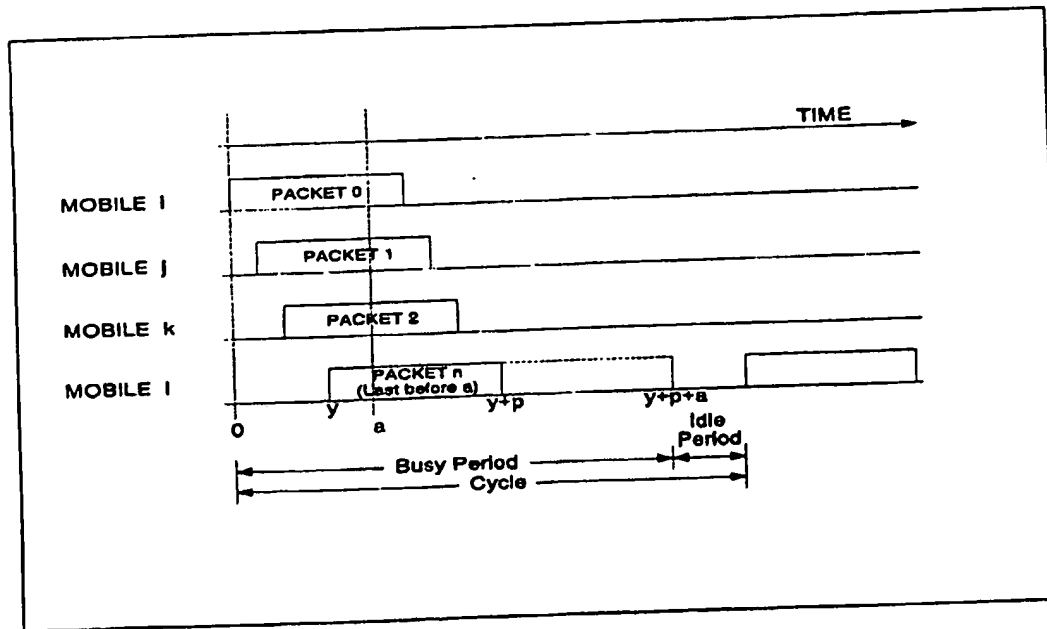 TIME
MOBILE i
PACKET 0
MOBILE j
PACKET 1
MOBILE k
PACKET 2
MOBILE l
PACKET n
(Last before a)
0
y
a
y+p
y+p+a
Idle
Period
Busy Period
Cycle